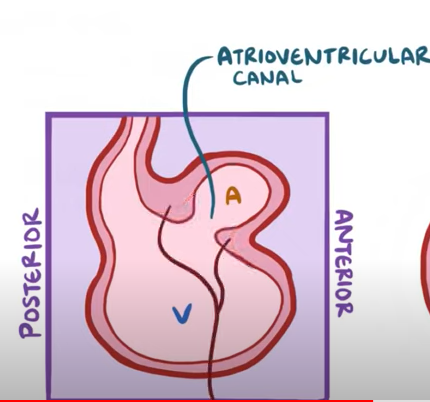 ATRIOVENTRICULAR
CANAL
A
POSTERIOR
ANTERIOR
V